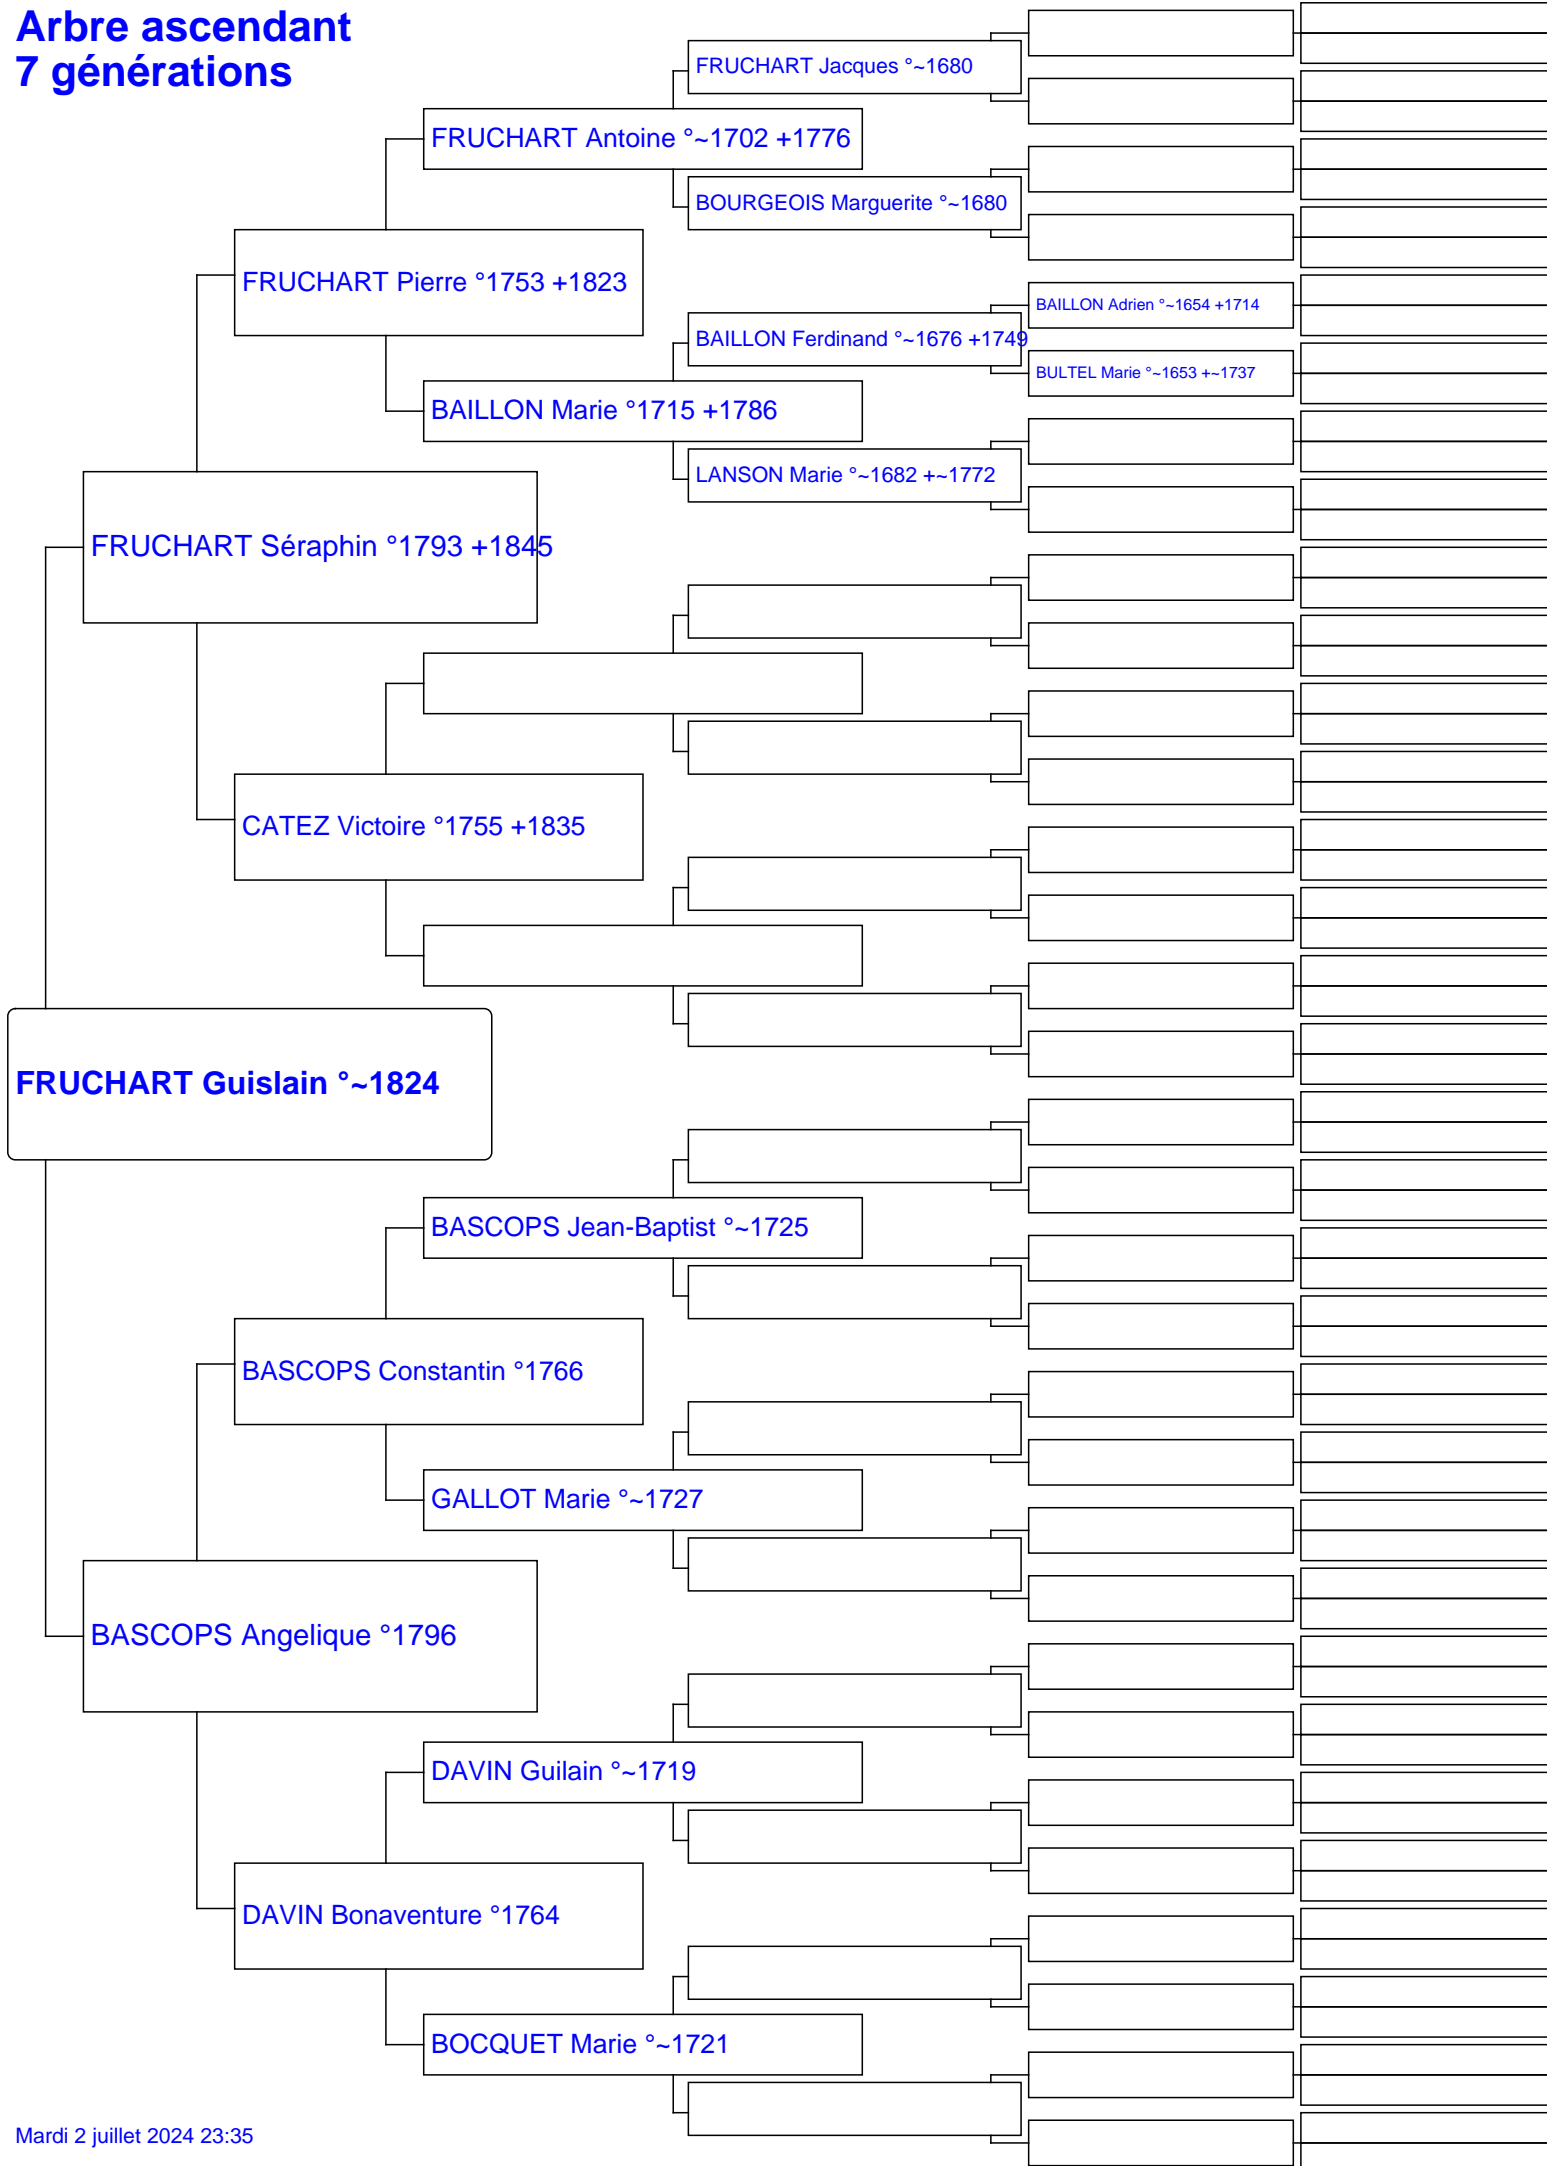 Arbre ascendant
7 générations
FRUCHART Jacques °~1680
FRUCHART Antoine °~1702 +1776
BOURGEOIS Marguerite °~1680
FRUCHART Pierre °1753 +1823
BAILLON Adrien °~1654 +1714
BAILLON Ferdinand °~1676 +1749
BULTEL Marie °~1653 +~1737
BAILLON Marie °1715 +1786
LANSON Marie °~1682 +~1772
FRUCHART Séraphin °1793 +1845
CATEZ Victoire °1755 +1835
FRUCHART Guislain °~1824
BASCOPS Jean-Baptist °~1725
BASCOPS Constantin °1766
GALLOT Marie °~1727
BASCOPS Angelique °1796
DAVIN Guilain °~1719
DAVIN Bonaventure °1764
BOCQUET Marie °~1721
Mardi 2 juillet 2024 23:35